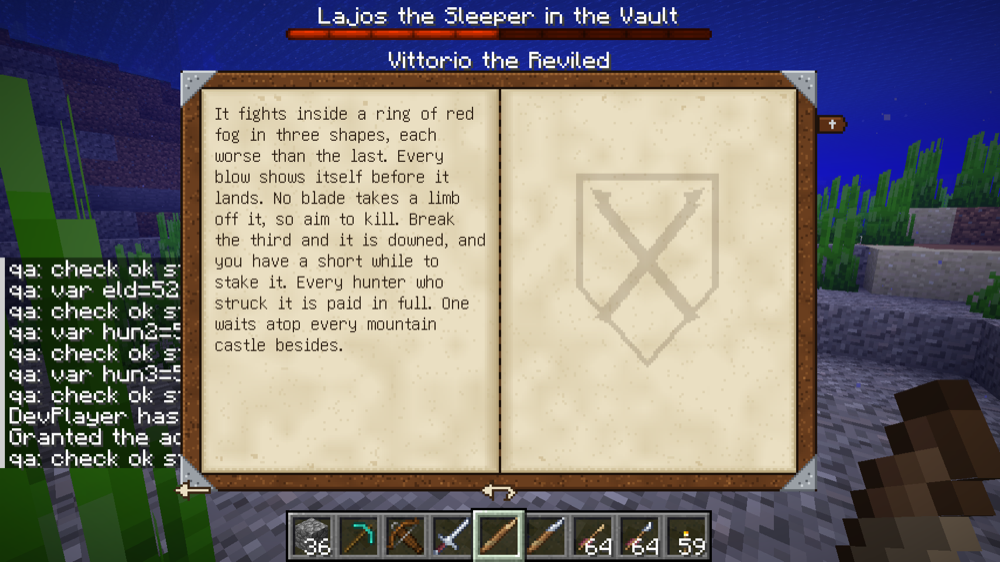 Lajos the Sleeper in the Vault
Vittorio the Reviled
It fights inside a ring of red
fog in three shapes, each
worse than the last. Every
blow shows itself before it
lands. No blade takes a limb
off it, so aim to kill. Break
the third and it is downed, and
you have a short while to
stake it. Every hunter who
struck it is paid in full. One
waits atop every mountain
castle besides.
qa: check ok
qa: var eld=52
qa: check ok
qa: var hun2=5
qa: check ok
qa: var hun3=5
qa: check ok
DevPlayer has
Granted the
qa: check ok
36
64
64
59